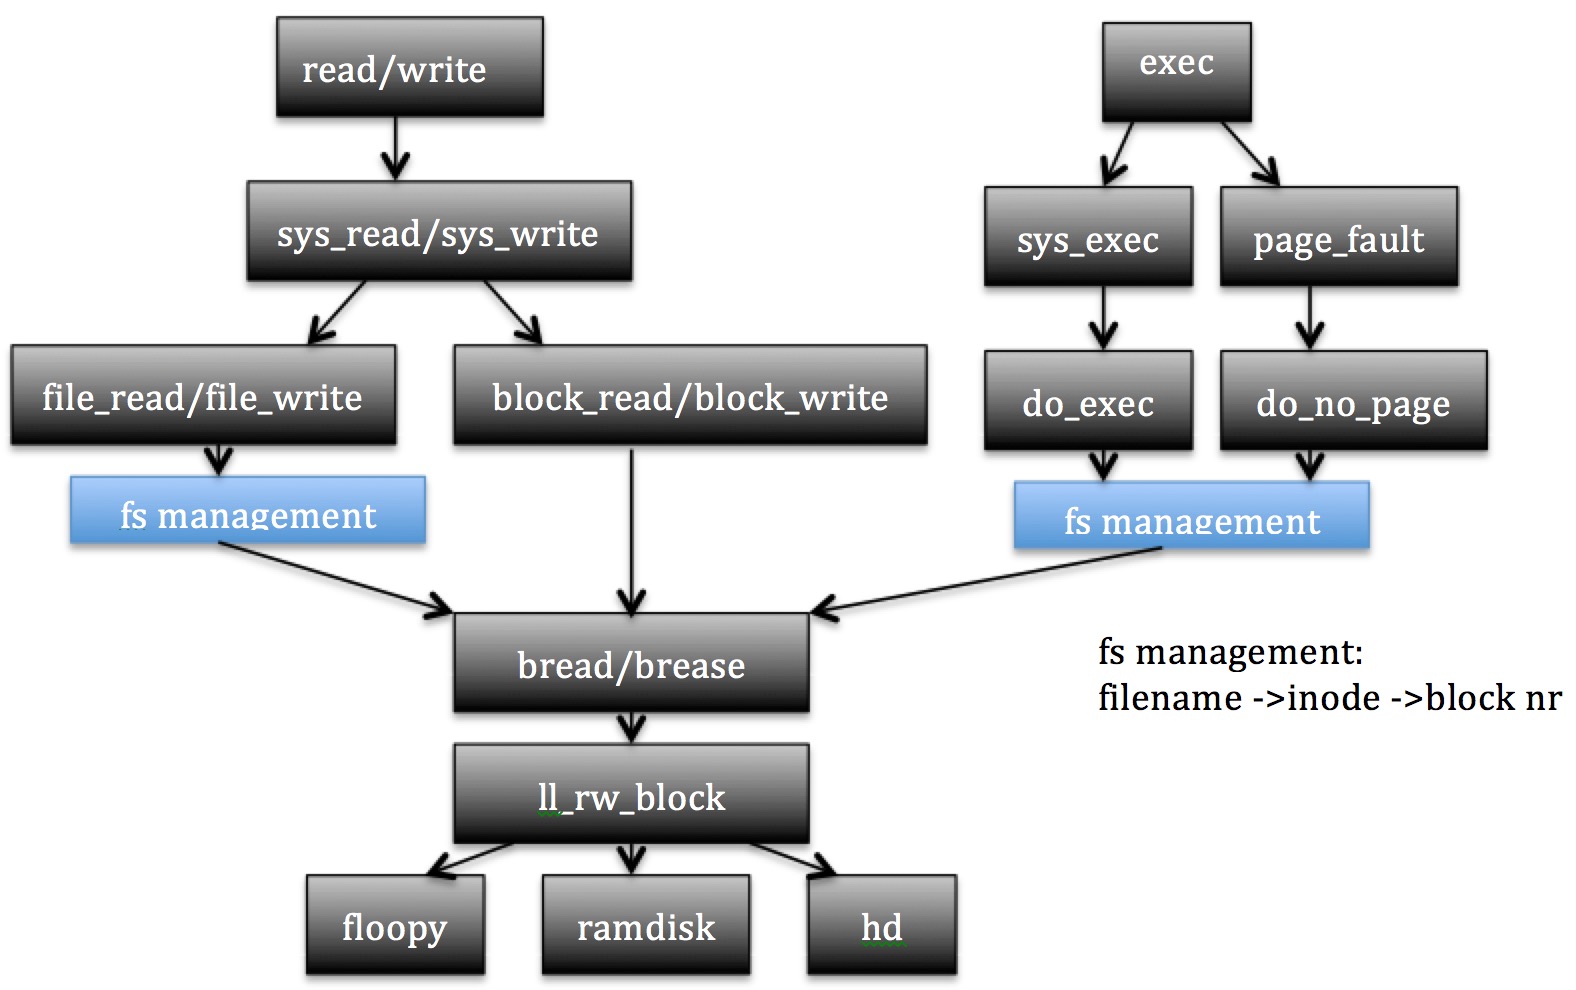 read/write
exec
sys_read/sys_write
sys_exec
page_fault
file_read/file_write
block_read/block_write
do_exec
do_no_page
fs management
fs management
bread/brease
fs management:
filename ->inode ->block nr
ll_rw_block
floopy
ramdisk
hd